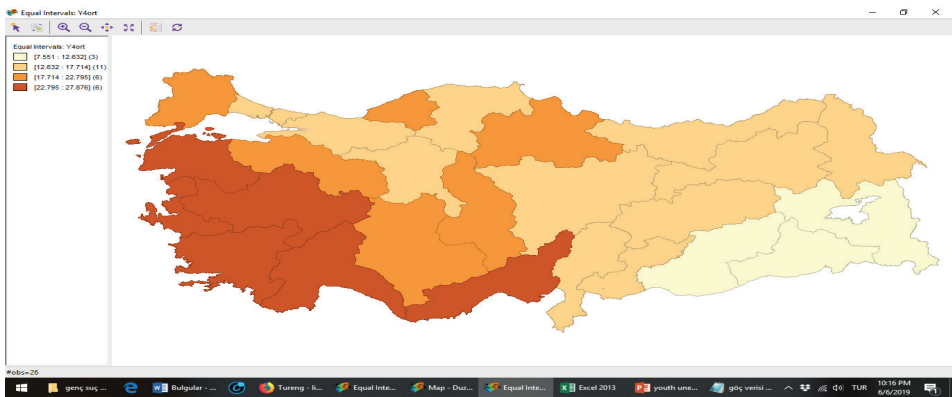 Equal Intervals: Y4ort
Equal Intervals: Y4ort
[7.551 : 12.632] (3)
[12.632 : 17.714] (11)
[17.714 : 22.795] (6)
[22.795 : 27.876] (6)
#obs=26
genç suç ...
Bulgular - ...
Tureng - li...
Equal Inte...
Map - Duz...
Equal Inte...
Excel 2013
youth une...
göç verisi ...
TUR
10:16 PM
6/6/2019